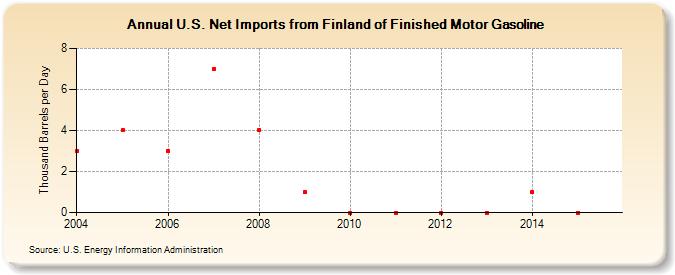 Annual U.S. Net Imports from Finland of Finished Motor Gasoline
Thousand Barrels per Day
8
6
4
2
0
2004 2006 2008 2010 2012 2014
Source: U.S. Energy Information Administration